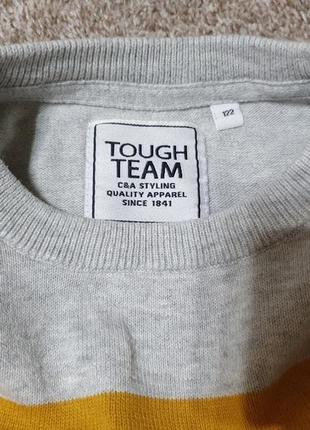 TOUGH
TEAM
C&A STYLING
QUALITY APPAREL
SINCE 1841
122